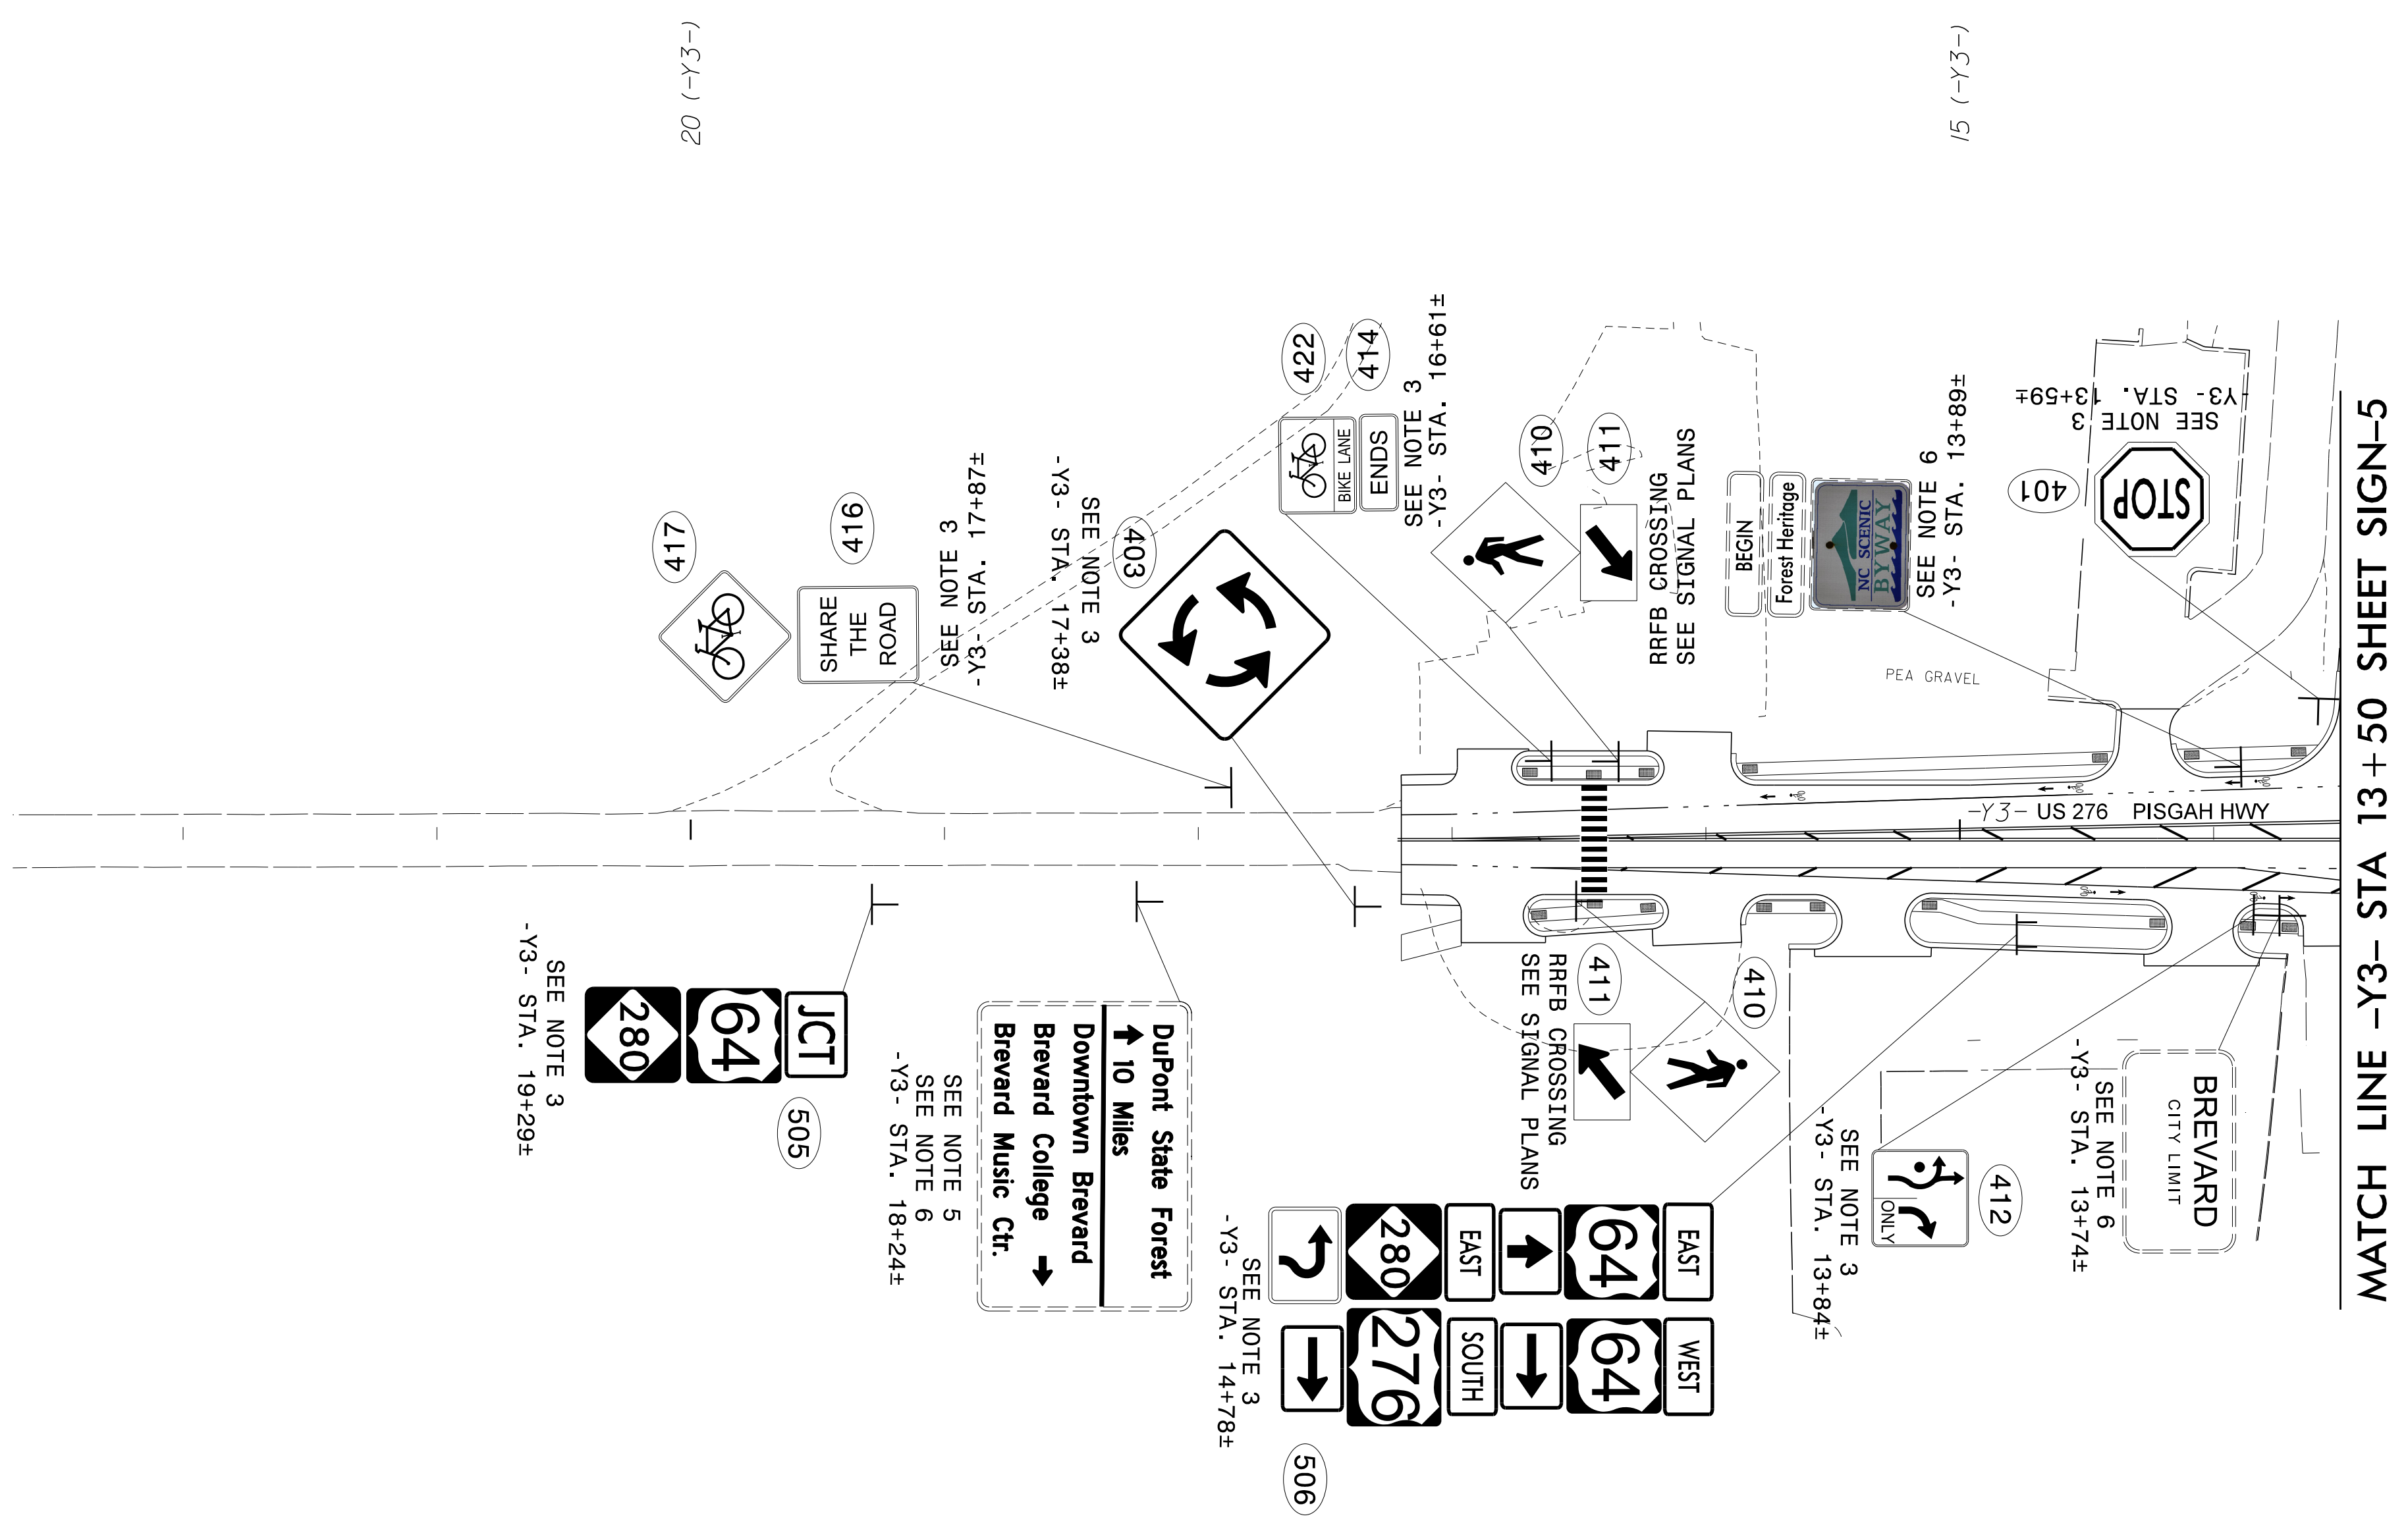 20 (-Y3-)
15 (-Y3-)
417
416
SHARE
THE
ROAD
SEE NOTE 3
-Y3- STA. 17+87±
403
SEE NOTE 3
-Y3- STA. 17+38±
422
414
BIKE LANE
ENDS
SEE NOTE 3
-Y3- STA. 16+61±
410
411
RRFB CROSSING
SEE SIGNAL PLANS
BEGIN
Forest Heritage
NC SCENIC
BYWAY
SEE NOTE 6
-Y3- STA. 13+89±
401
STOP
SEE NOTE 3
-Y3- STA. 13+59±
PEA GRAVEL
-Y3- US 276 PISGAH HWY
MATCH LINE -Y3- STA 13+50 SHEET SIGN-5
JCT
64
280
505
SEE NOTE 3
-Y3- STA. 19+29±
DuPont State Forest
10 Miles
Downtown Brevard
Brevard College
Brevard Music Ctr.
SEE NOTE 5
SEE NOTE 6
-Y3- STA. 18+24±
411
410
RRFB CROSSING
SEE SIGNAL PLANS
EAST
64
EAST
280
WEST
64
SOUTH
276
506
SEE NOTE 3
-Y3- STA. 14+78±
ONLY
412
SEE NOTE 3
-Y3- STA. 13+84±
BREVARD
CITY LIMIT
SEE NOTE 6
-Y3- STA. 13+74±